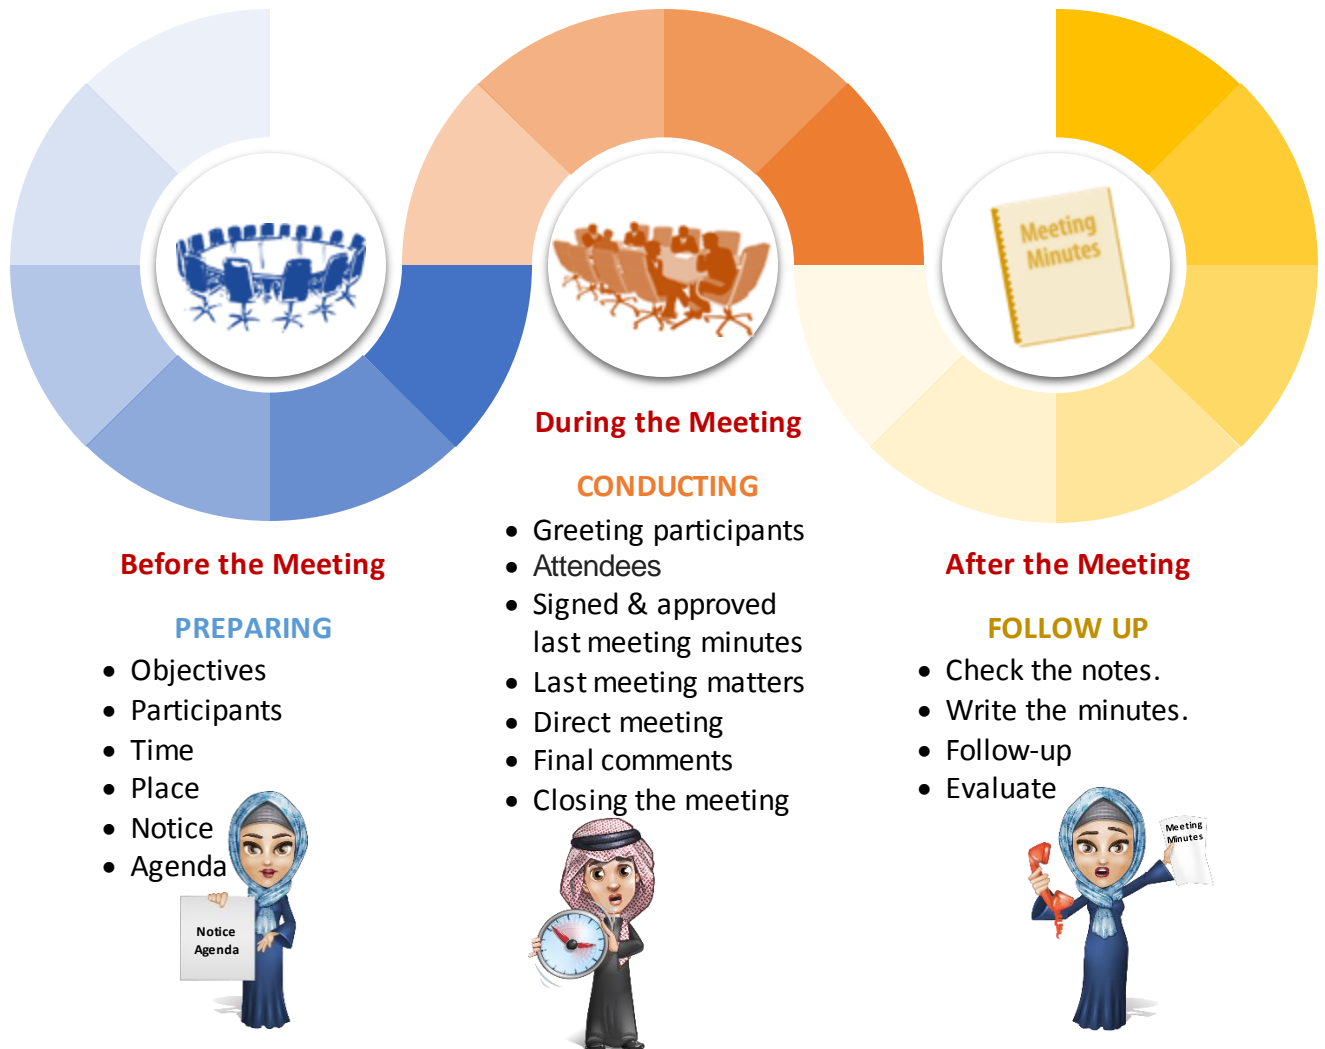 Meeting
Minutes
Before the Meeting
PREPARING
• Objectives
• Participants
• Time
• Place
• Notice
• Agenda
Notice
Agenda
During the Meeting
CONDUCTING
• Greeting participants
• Attendees
• Signed & approved
last meeting minutes
• Last meeting matters
• Direct meeting
• Final comments
• Closing the meeting
After the Meeting
FOLLOW UP
• Check the notes.
• Write the minutes.
• Follow-up
• Evaluate
Meeting
Minutes